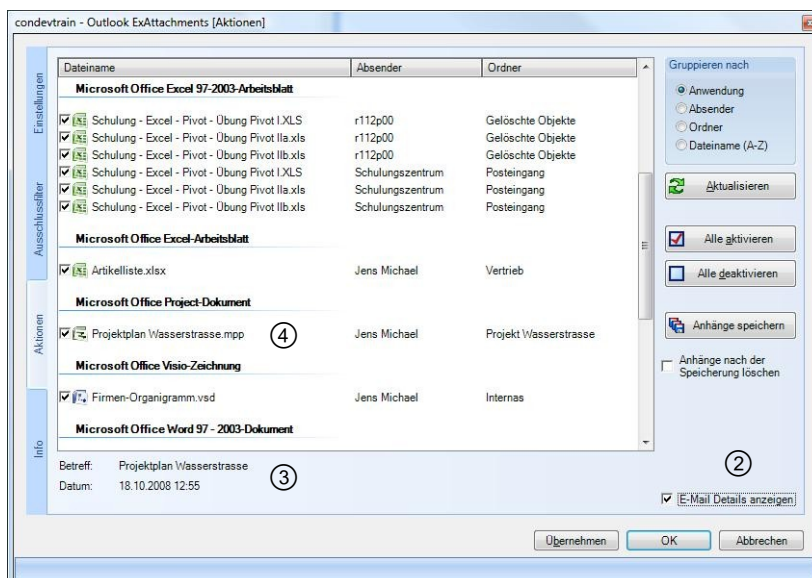 condevtrain - Outlook ExAttachments [Aktionen]
Einstellungen
Ausschlussfilter
Aktionen
Info
Dateiname Absender Ordner
Microsoft Office Excel 97-2003-Arbeitsblatt
Schulung - Excel - Pivot - Übung Pivot I.XLS r112p00 Gelöschte Objekte
Schulung - Excel - Pivot - Übung Pivot IIa.xls r112p00 Gelöschte Objekte
Schulung - Excel - Pivot - Übung Pivot IIb.xls r112p00 Gelöschte Objekte
Schulung - Excel - Pivot - Übung Pivot I.XLS Schulungszentrum Posteingang
Schulung - Excel - Pivot - Übung Pivot IIa.xls Schulungszentrum Posteingang
Schulung - Excel - Pivot - Übung Pivot IIb.xls Schulungszentrum Posteingang
Microsoft Office Excel-Arbeitsblatt
Artikelliste.xlsx Jens Michael Vertrieb
Microsoft Office Project-Dokument
Projektplan Wasserstrasse.mpp 4 Jens Michael Projekt Wasserstrasse
Microsoft Office Visio-Zeichnung
Firmen-Organigramm.vsd Jens Michael Internas
Microsoft Office Word 97 - 2003-Dokument
Betreff: Projektplan Wasserstrasse
Datum: 18.10.2008 12:55
3
Gruppieren nach
Anwendung
Absender
Ordner
Dateiname (A-Z)
Aktualisieren
Alle aktivieren
Alle deaktivieren
Anhänge speichern
Anhänge nach der
Speicherung löschen
2
E-Mail Details anzeigen
Übernehmen OK Abbrechen